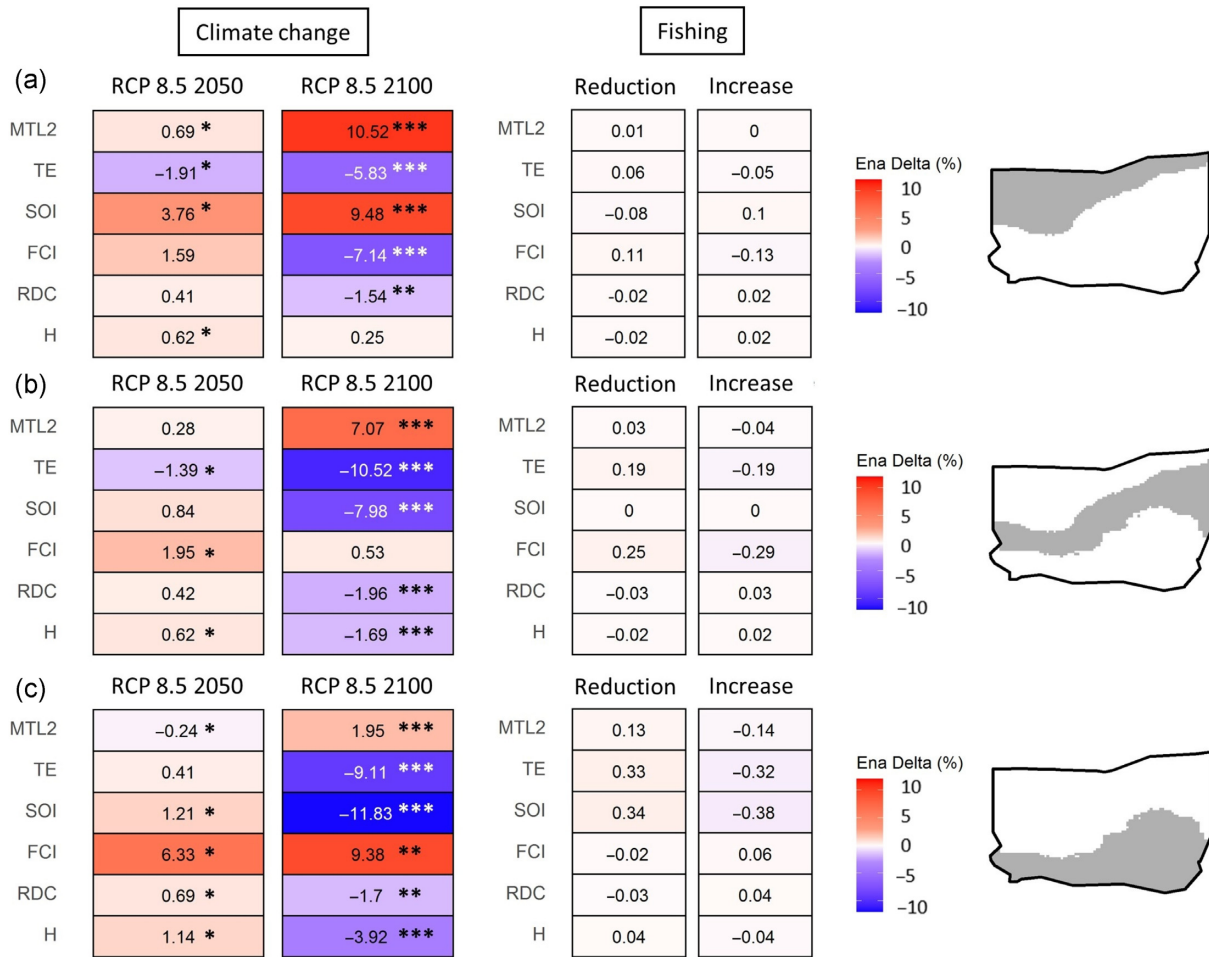 Climate change Fishing
(a)
RCP 8.5 2050 RCP 8.5 2100 Reduction Increase
MTL2 0.69 * 10.52 *** 0.01 0
TE −1.91 * −5.83 *** 0.06 −0.05
SOI 3.76 * 9.48 *** −0.08 0.1
FCI 1.59 −7.14 *** 0.11 −0.13
RDC 0.41 −1.54 ** -0.02 0.02
H 0.62 * 0.25 −0.02 0.02
Ena Delta (%)
10
5
0
−5
−10
(b)
RCP 8.5 2050 RCP 8.5 2100 Reduction Increase
MTL2 0.28 7.07 *** 0.03 −0.04
TE −1.39 * −10.52 *** 0.19 −0.19
SOI 0.84 −7.98 *** 0 0
FCI 1.95 * 0.53 0.25 −0.29
RDC 0.42 −1.96 *** −0.03 0.03
H 0.62 * −1.69 *** −0.02 0.02
Ena Delta (%)
10
5
0
−5
−10
(c)
RCP 8.5 2050 RCP 8.5 2100 Reduction Increase
MTL2 −0.24 * 1.95 *** 0.13 −0.14
TE 0.41 −9.11 *** 0.33 −0.32
SOI 1.21 * −11.83 *** 0.34 −0.38
FCI 6.33 * 9.38 ** −0.02 0.06
RDC 0.69 * −1.7 ** −0.03 0.04
H 1.14 * −3.92 *** 0.04 −0.04
Ena Delta (%)
10
5
0
−5
−10